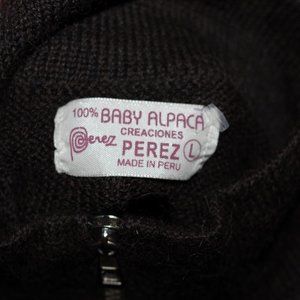 100% BABY ALPACA
CREACIONES
Perez PEREZ L
MADE IN PERU